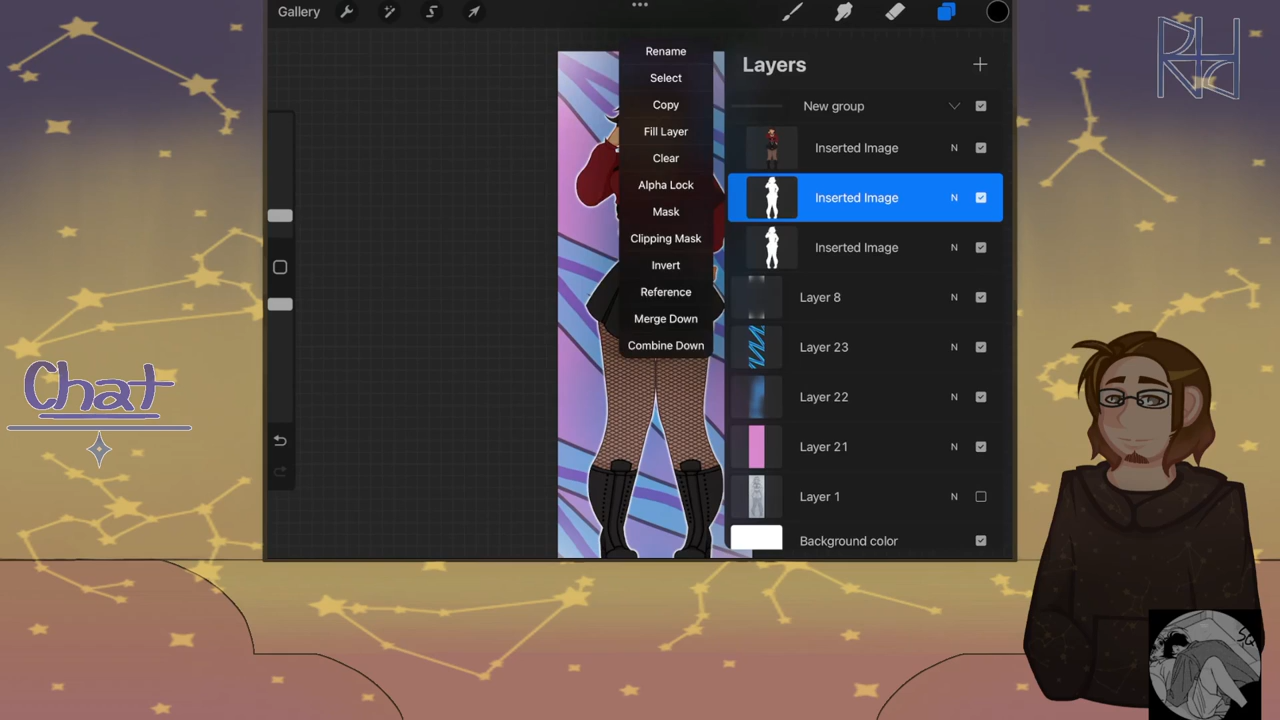 Gallery
Rename
Select
Copy
Fill Layer
Clear
Alpha Lock
Mask
Clipping Mask
Invert
Reference
Merge Down
Combine Down
Layers
New group
Inserted Image N
Inserted Image N
Inserted Image N
Layer 8 N
Layer 23 N
Layer 22 N
Layer 21 N
Layer 1 N
Background color
Chat